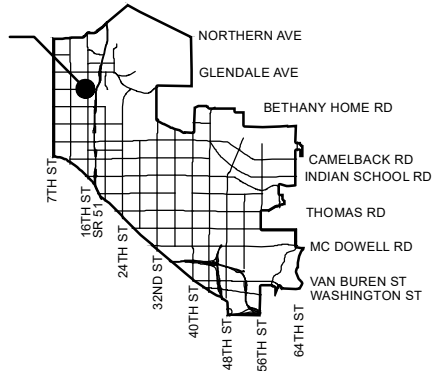 NORTHERN AVE
GLENDALE AVE
BETHANY HOME RD
CAMELBACK RD
INDIAN SCHOOL RD
THOMAS RD
MC DOWELL RD
VAN BUREN ST
WASHINGTON ST
7TH ST
16TH ST
SR 51
24TH ST
32ND ST
40TH ST
48TH ST
56TH ST
64TH ST